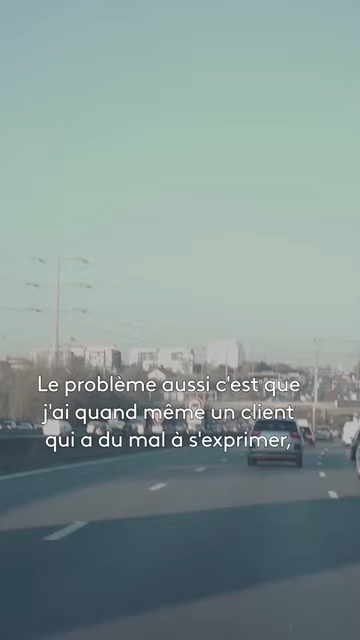 Le problème aussi c'est que
j'ai quand même un client
qui a du mal à s'exprimer,